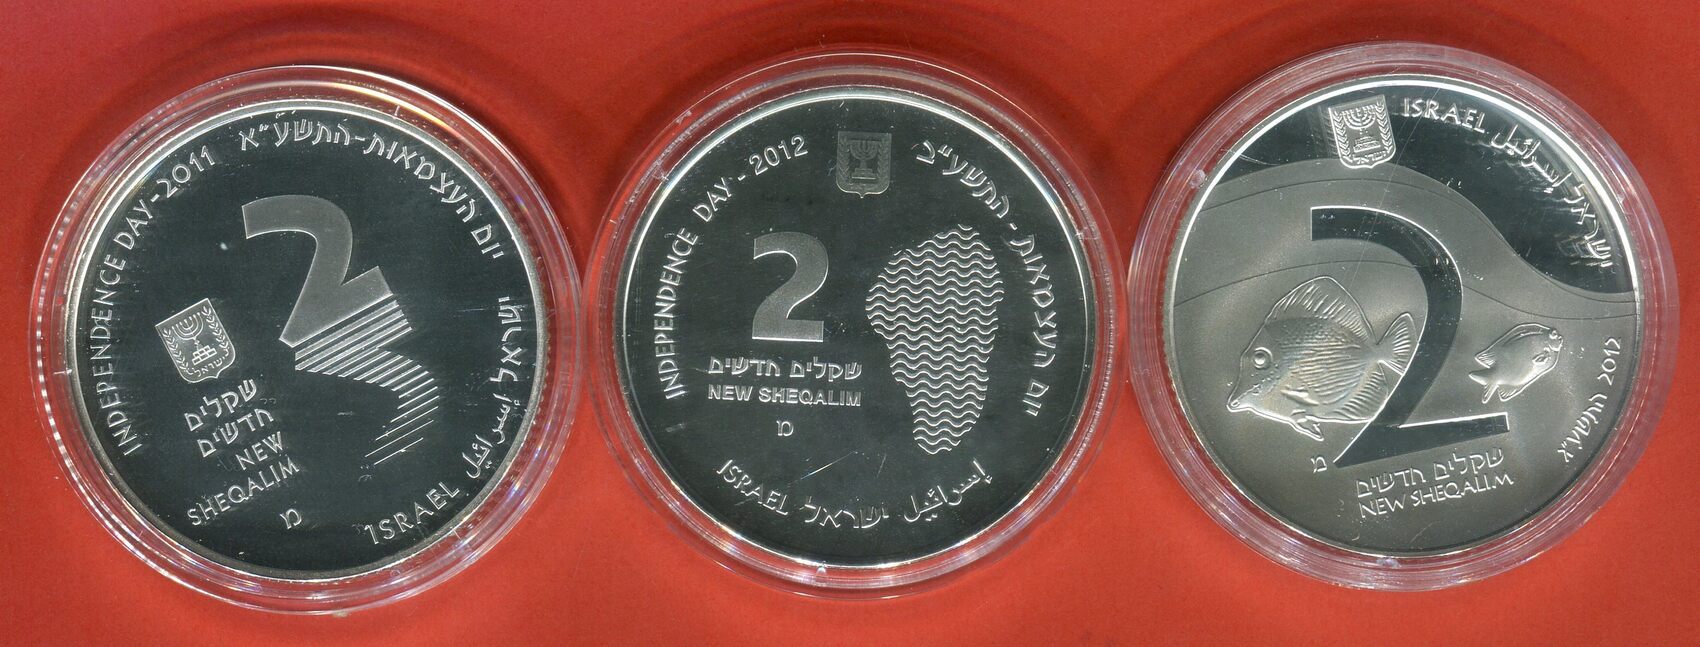 INDEPENDENCE DAY-2011 יום העצמאות-התשע"א
2
ישראל
שקלים
חדשים
NEW
SHEQALIM
מ
ישראל إسرائيل ISRAEL
INDEPENDENCE DAY - 2012
יום העצמאות - התשע"ב
2
שקלים חדשים
NEW SHEQALIM
מ
ISRAEL ישראל إسرائيل
ISRAEL إسرائيل ישראל
2
התשע"ג 2012
מ
שקלים חדשים
NEW SHEQALIM